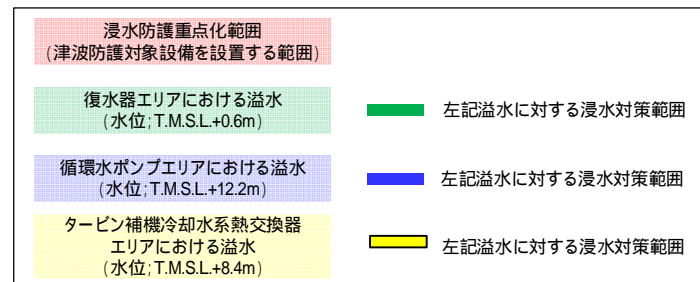 浸水防護重点化範囲
(津波防護対象設備を設置する範囲)
復水器エリアにおける溢水
(水位;T.M.S.L.+0.6m)
左記溢水に対する浸水対策範囲
循環水ポンプエリアにおける溢水
(水位;T.M.S.L.+12.2m)
左記溢水に対する浸水対策範囲
タービン補機冷却水系熱交換器
エリアにおける溢水
(水位;T.M.S.L.+8.4m)
左記溢水に対する浸水対策範囲